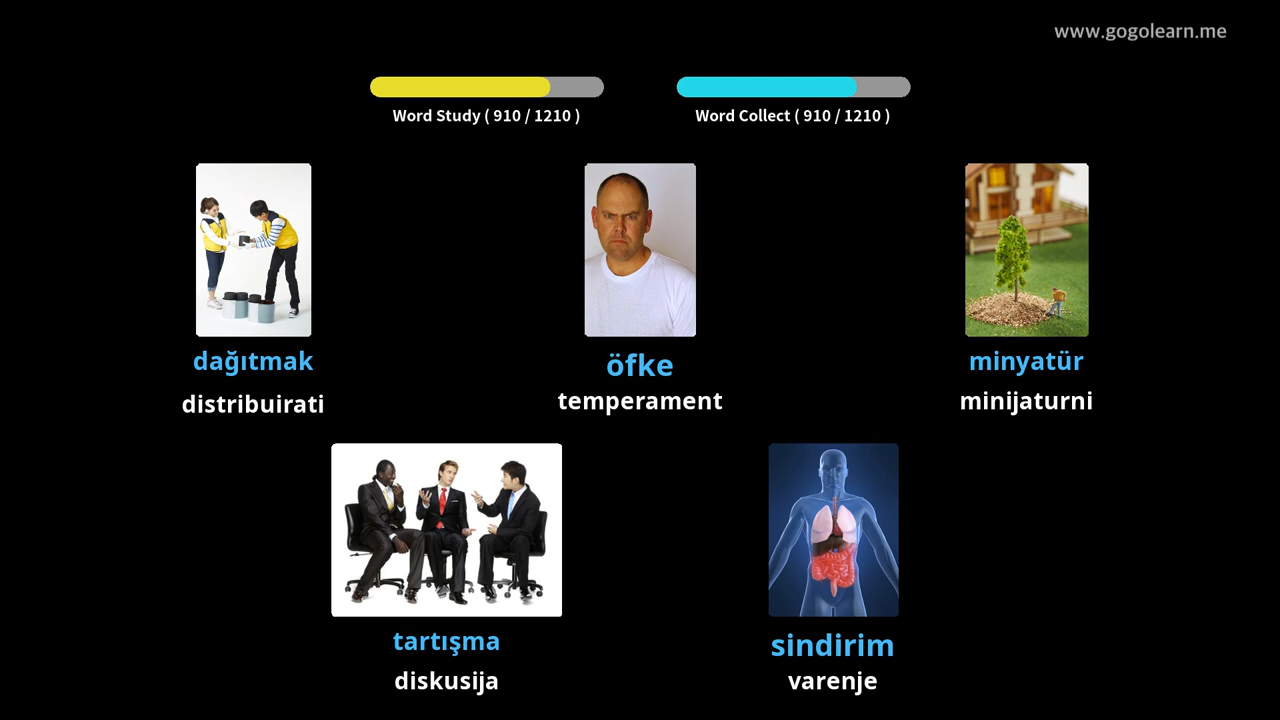 www.gogolearn.me
Word Study ( 910 / 1210 )
Word Collect ( 910 / 1210 )
dağıtmak
distribuirati
öfke
temperament
minyatür
minijaturni
tartışma
diskusija
sindirim
varenje